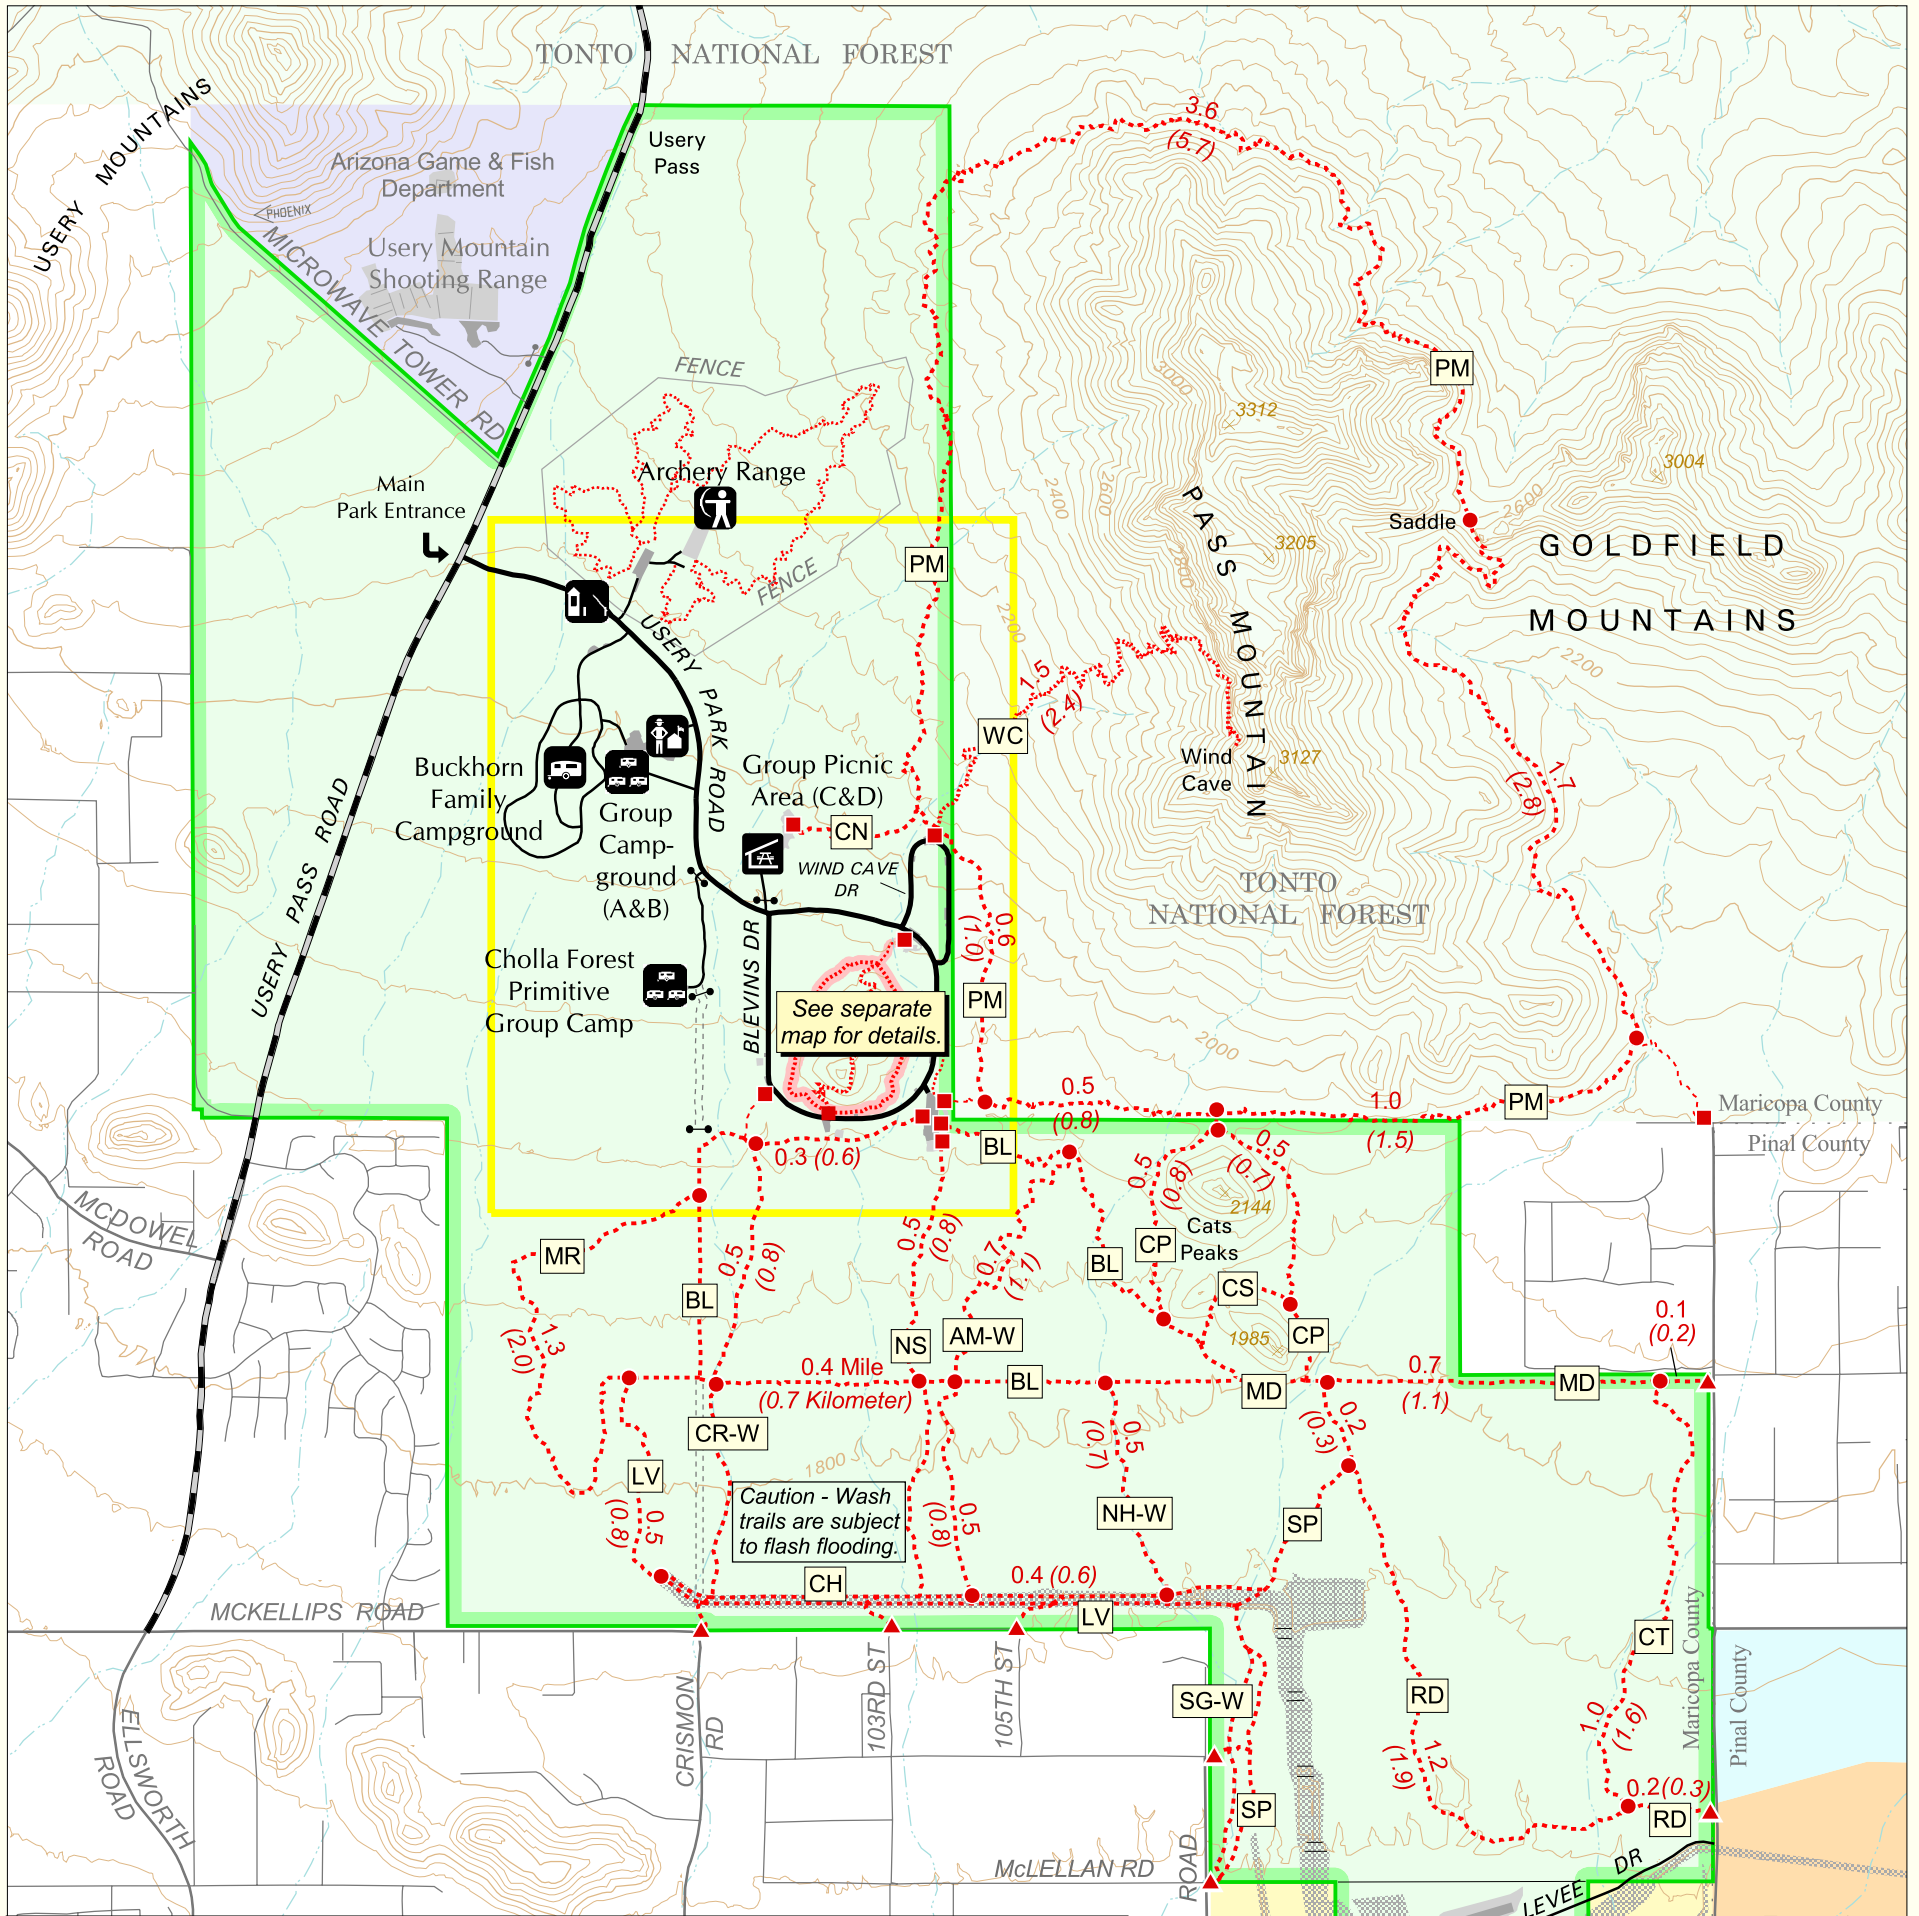 TONTO NATIONAL FOREST
USERY MOUNTAINS
Usery
Pass
Arizona Game & Fish
Department
PHOENIX
Usery Mountain
Shooting Range
MICROWAVE TOWER RD
3.6
(5.7)
FENCE
PM
3000
3312
3004
Archery Range
Main
Park Entrance
2400
2600
2600
Saddle
PASS MOUNTAIN
3205
2800
GOLDFIELD
MOUNTAINS
PM
FENCE
2200
2200
USERY PARK ROAD
1.5
(2.4)
WC
Wind
Cave
3127
1.7
(2.8)
Buckhorn
Family
Campground
Group
Camp-
ground
(A&B)
Group Picnic
Area (C&D)
CN
WIND CAVE
DR
USERY PASS ROAD
TONTO
NATIONAL FOREST
0.6
(1.0)
BLEVINS DR
Cholla Forest
Primitive
Group Camp
PM
See separate
map for details.
2000
0.5
(0.8)
1.0
(1.5)
PM
Maricopa County
Pinal County
BL
0.3 (0.6)
0.5
(0.8)
0.5
(0.7)
2144
Cats
Peaks
MCDOWEL
ROAD
MR
0.5
(0.8)
0.5
(0.8)
0.7
(1.1)
BL
CP
CS
BL
1.3
(2.0)
NS
AM-W
1985
CP
0.1
(0.2)
0.4 Mile
(0.7 Kilometer)
BL
MD
0.7
(1.1)
MD
CR-W
0.5
(0.7)
0.2
(0.3)
1800
LV
0.5
(0.8)
Caution - Wash
trails are subject
to flash flooding.
0.5
(0.8)
NH-W
SP
CH
0.4 (0.6)
LV
MCKELLIPS ROAD
CT
Maricopa County
Pinal County
CRISMON
RD
103RD ST
105TH ST
SG-W
RD
1.0
(1.6)
1.2
(1.9)
ELLSWORTH
ROAD
0.2 (0.3)
RD
SP
McLELLAN RD
ROAD
LEVEE DR